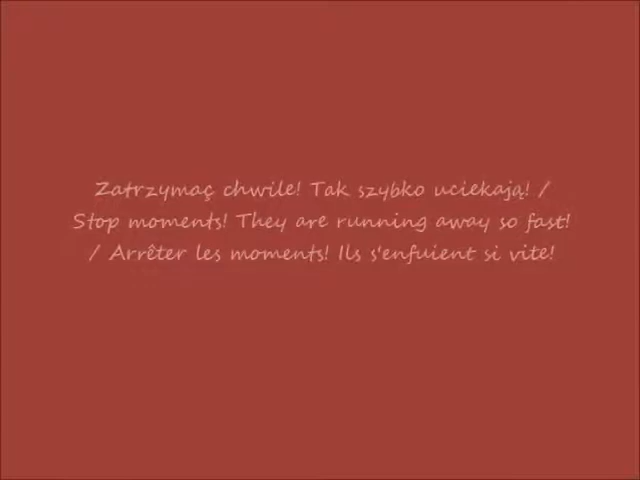 Zatrzymaç chwile! Tak szybko uciekają! /
Stop moments! They are running away so fast!
/ Arrêter les moments! Ils s'enfuient si vite!